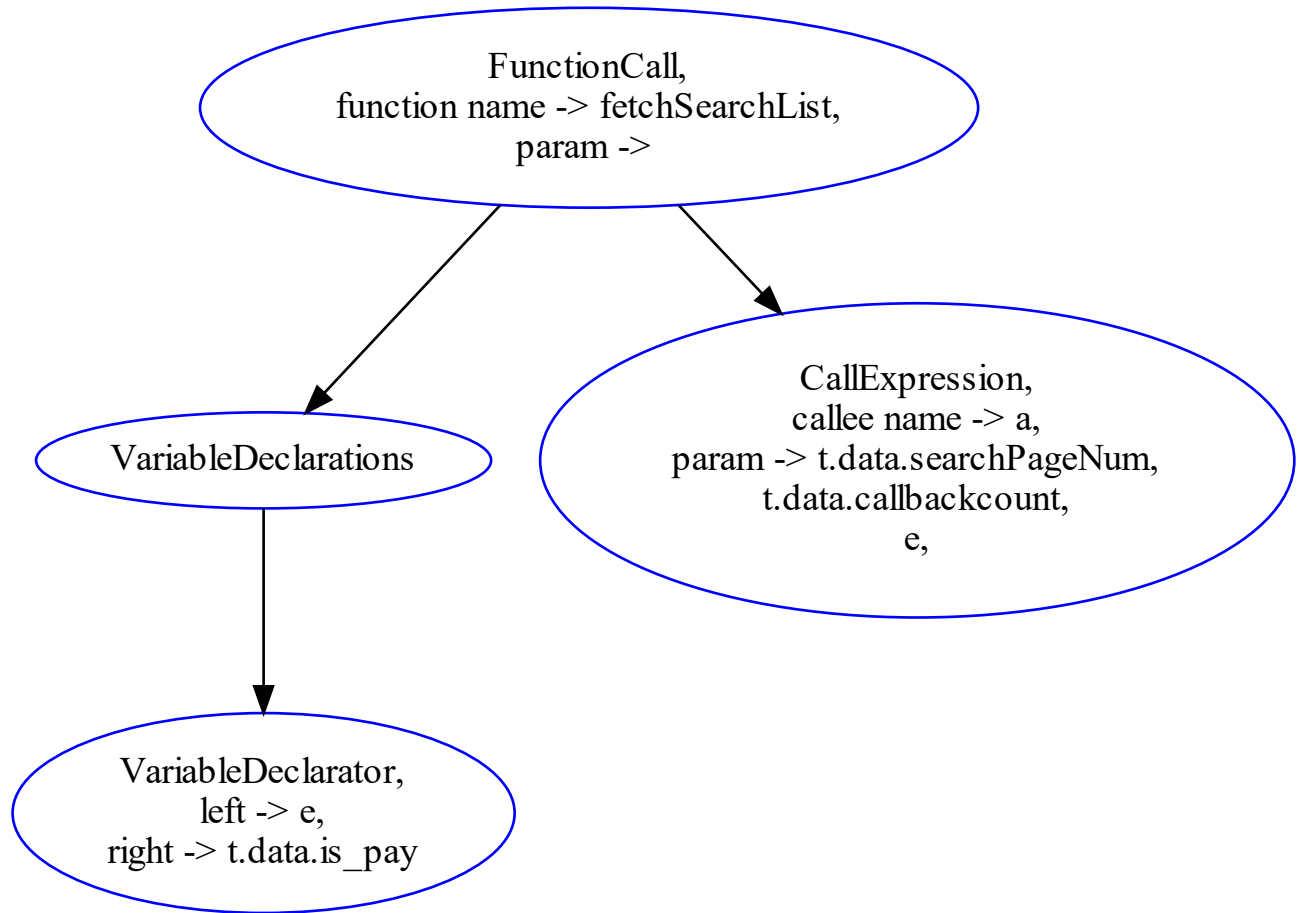 FunctionCall,
function name -> fetchSearchList,
param ->
CallExpression,
callee name -> a,
param -> t.data.searchPageNum,
t.data.callbackcount,
e,
VariableDeclarations
VariableDeclarator,
left -> e,
right -> t.data.is_pay